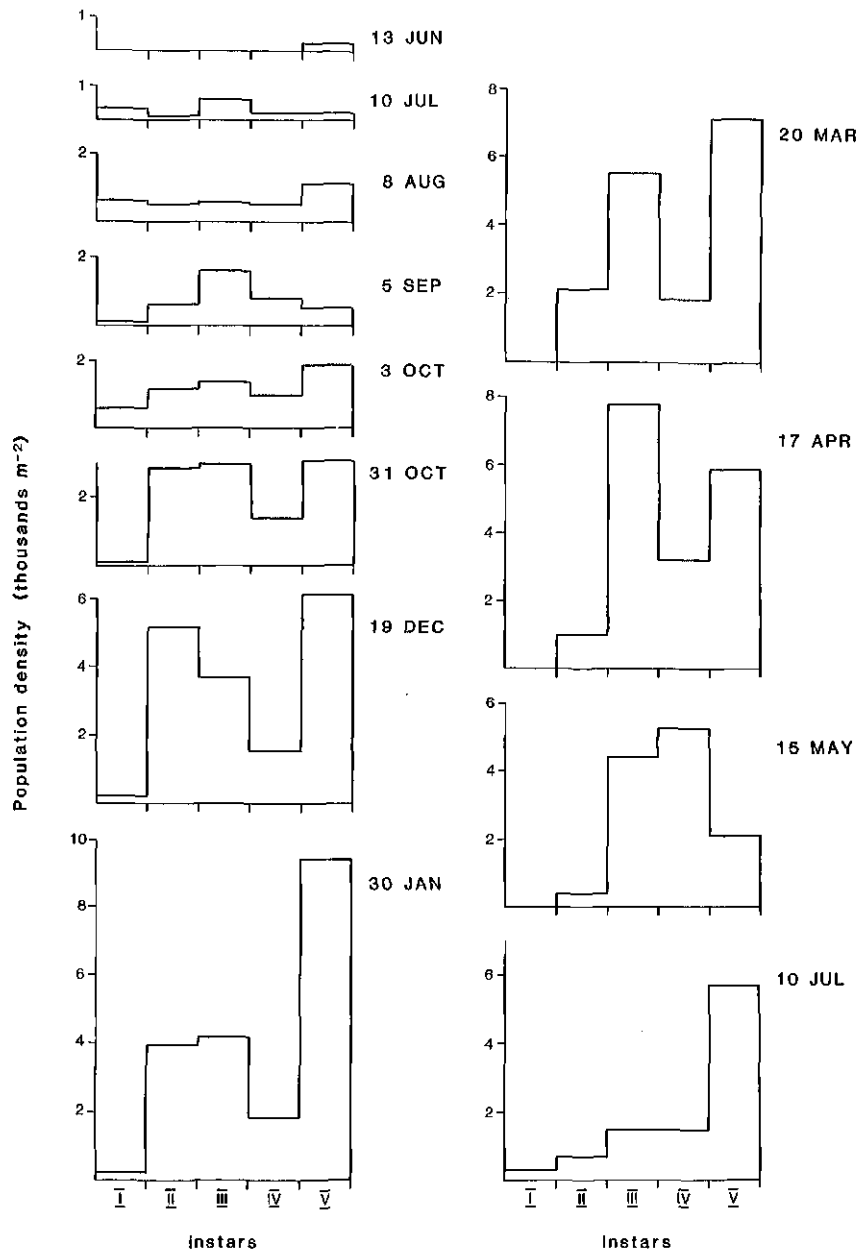 Population density (thousands m⁻²)
1
13 JUN
1
10 JUL
2
8 AUG
2
5 SEP
2
3 OCT
2
31 OCT
6
4
2
19 DEC
10
8
6
4
2
30 JAN
I II III IV V
Instars
8
6
4
2
20 MAR
8
6
4
2
17 APR
6
4
2
15 MAY
6
4
2
10 JUL
I II III IV V
Instars